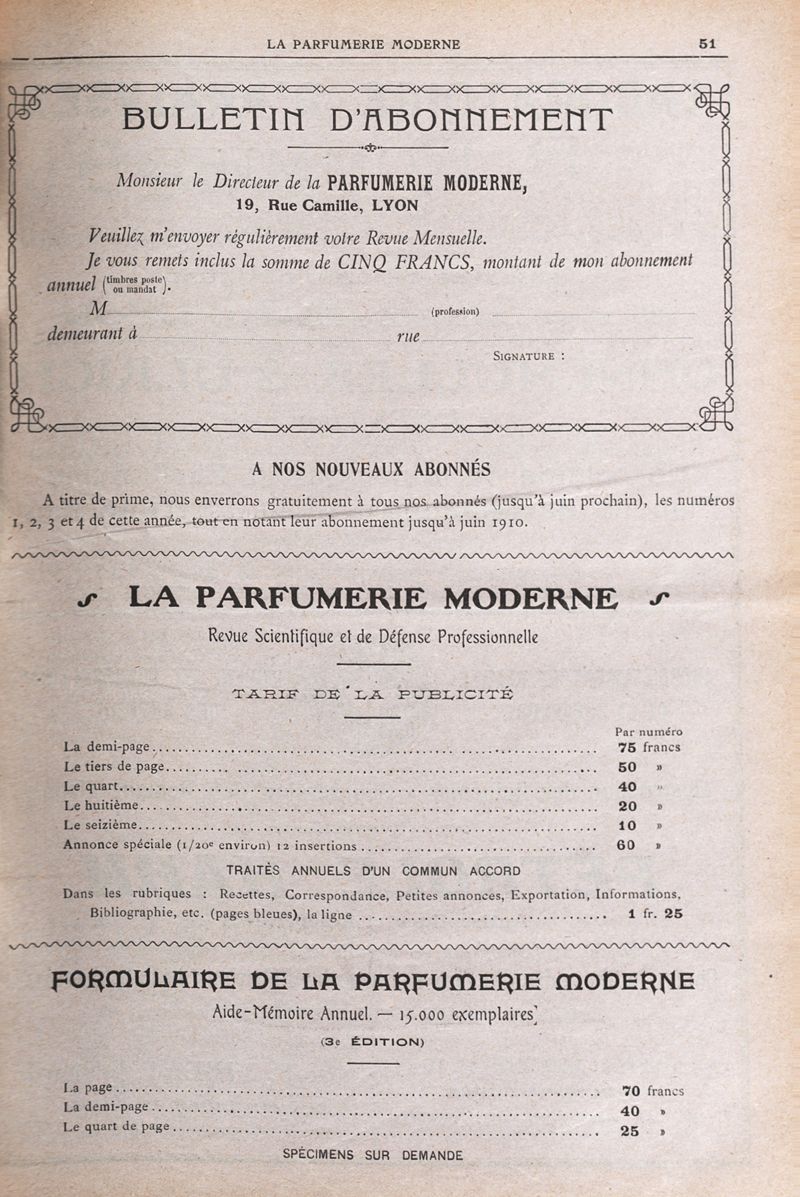 LA PARFUMERIE MODERNE 51
BULLETIN D'ABONNEMENT
Monsieur le Directeur de la PARFUMERIE MODERNE,
19, Rue Camille, LYON
Veuillez m'envoyer régulièrement votre Revue Mensuelle.
Je vous remets inclus la somme de CINQ FRANCS, montant de mon abonnement
annuel (timbres poste ou mandat).
M (profession)
demeurant à rue
SIGNATURE :
A NOS NOUVEAUX ABONNÉS
A titre de prime, nous enverrons gratuitement à tous nos abonnés (jusqu'à juin prochain), les numéros
1, 2, 3 et 4 de cette année, tout en notant leur abonnement jusqu'à juin 1910.
LA PARFUMERIE MODERNE
Revue Scientifique et de Défense Professionnelle
TARIF DE LA PUBLICITÉ
Par numéro
La demi-page 75 francs
Le tiers de page 50 »
Le quart 40 »
Le huitième 20 »
Le seizième 10 »
Annonce spéciale (1/20e environ) 12 insertions 60 »
TRAITÉS ANNUELS D'UN COMMUN ACCORD
Dans les rubriques : Recettes, Correspondance, Petites annonces, Exportation, Informations,
Bibliographie, etc. (pages bleues), la ligne 1 fr. 25
FORMULAIRE DE LA PARFUMERIE MODERNE
Aide-Mémoire Annuel. — 15.000 exemplaires
(3e ÉDITION)
La page 70 francs
La demi-page 40 »
Le quart de page 25 »
SPÉCIMENS SUR DEMANDE